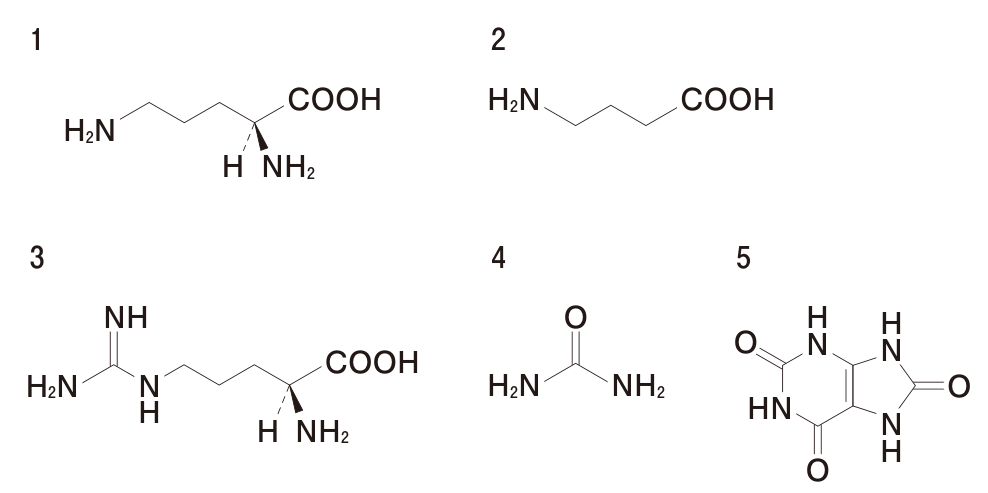 1
COOH
H₂N
H NH₂
2
H₂N COOH
3
NH
COOH
H₂N N
H
H NH₂
4
O
H₂N NH₂
5
H H
O N N
O
HN N
H
O